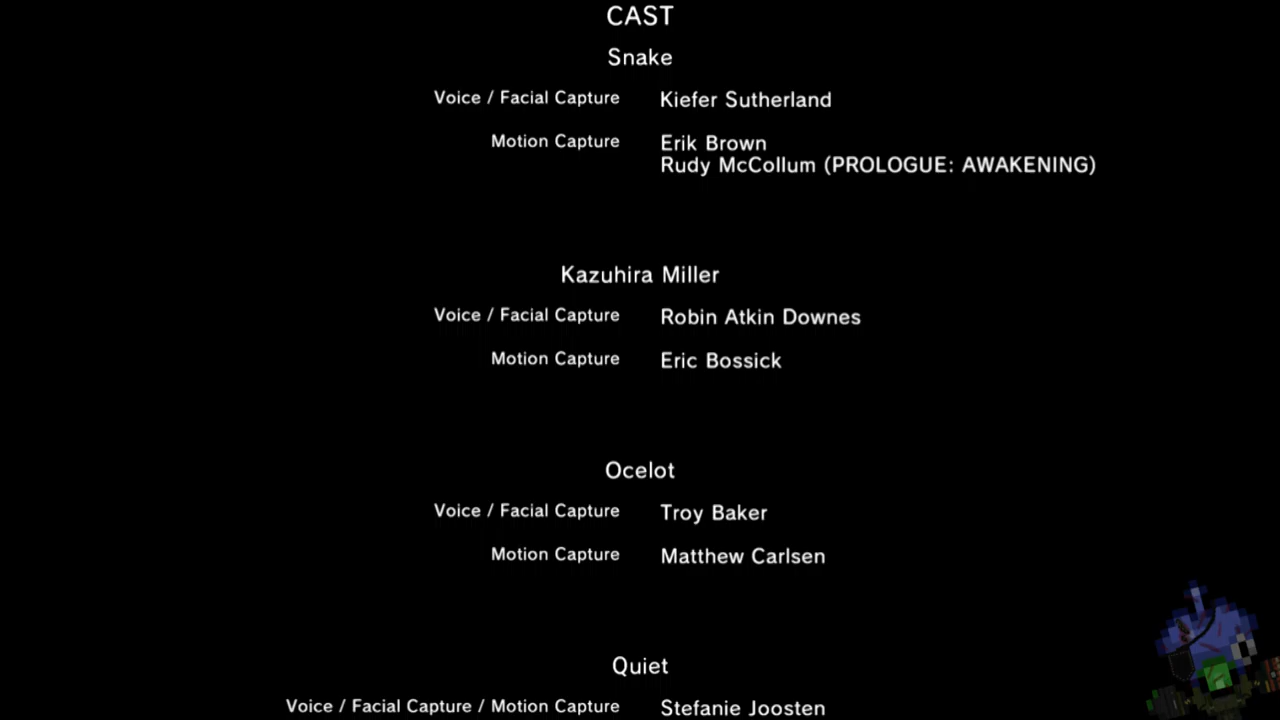 CAST
Snake
Voice / Facial Capture Kiefer Sutherland
Motion Capture Erik Brown
Rudy McCollum (PROLOGUE: AWAKENING)
Kazuhira Miller
Voice / Facial Capture Robin Atkin Downes
Motion Capture Eric Bossick
Ocelot
Voice / Facial Capture Troy Baker
Motion Capture Matthew Carlsen
Quiet
Voice / Facial Capture / Motion Capture Stefanie Joosten